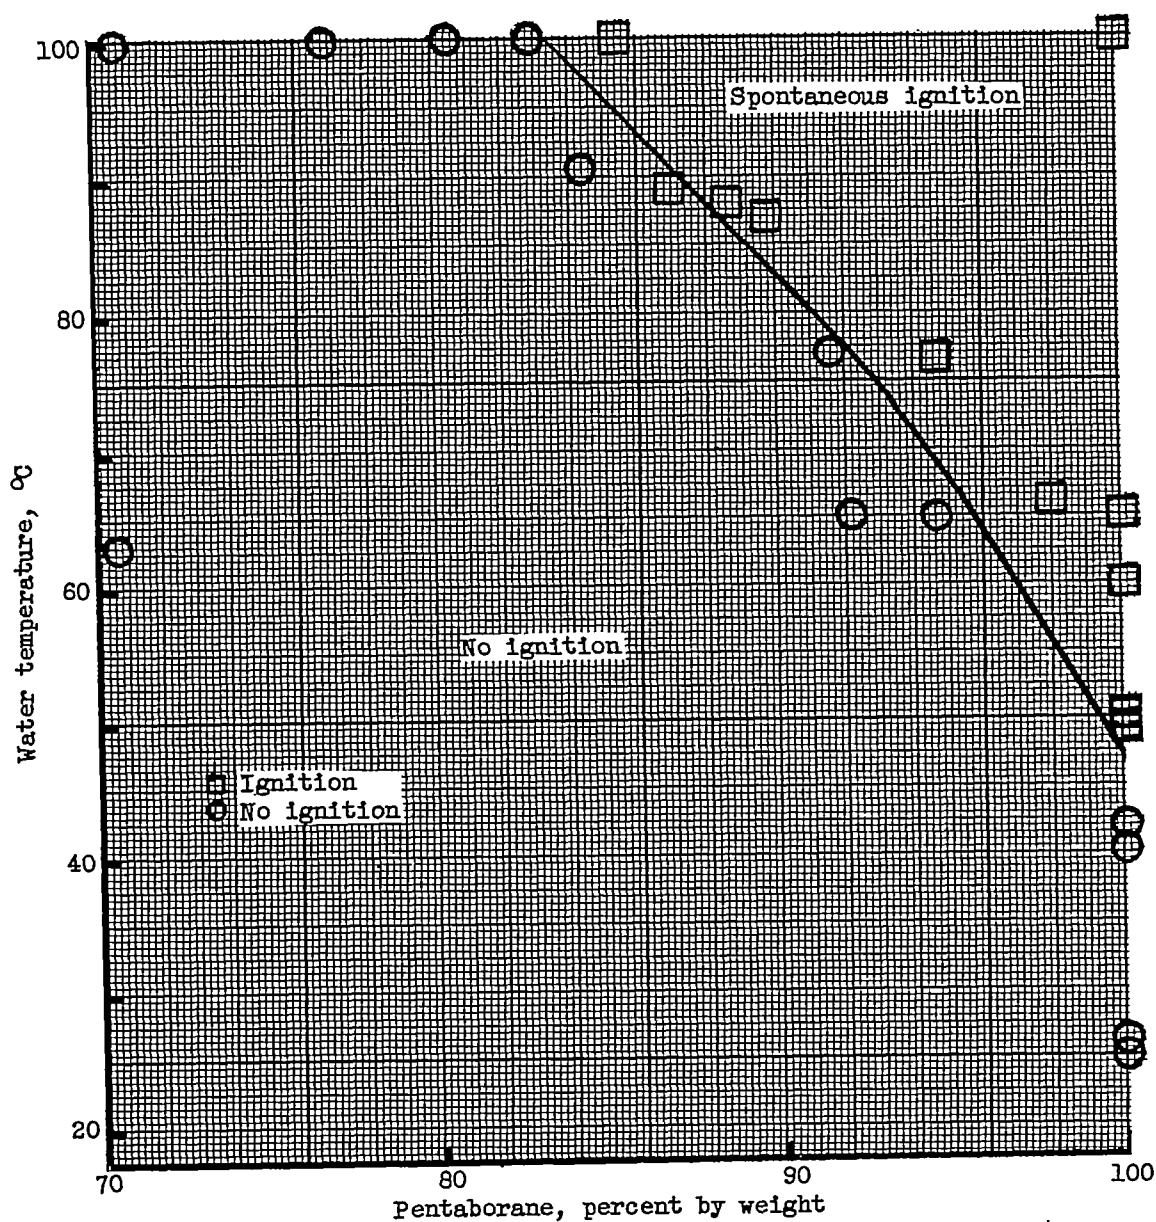 100
80
60
40
20
Water temperature, °C
Spontaneous ignition
No ignition
Ignition
No ignition
70
80
90
100
Pentaborane, percent by weight